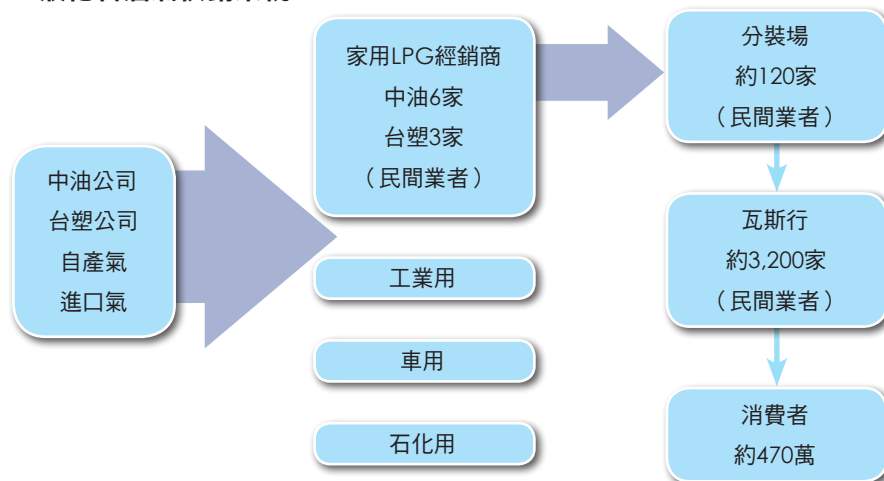 中油公司
台塑公司
自產氣
進口氣
家用LPG經銷商
中油6家
台塑3家
（民間業者）
工業用
車用
石化用
分裝場
約120家
（民間業者）
瓦斯行
約3,200家
（民間業者）
消費者
約470萬